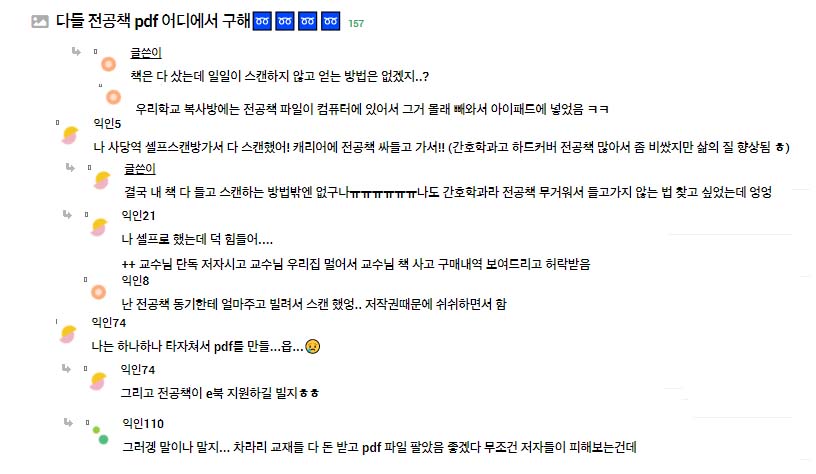 다들 전공책 pdf 어디에서 구해➿➿➿➿ 157
글쓴이
책은 다 샀는데 일일이 스캔하지 않고 얻는 방법은 없겠지..?
우리학교 복사방에는 전공책 파일이 컴퓨터에 있어서 그거 몰래 빼와서 아이패트에 넣었음 ㅋㅋ
익인5
나 사당역 셀프스캔방가서 다 스캔했어! 캐리어에 전공책 싸들고 가서!! (간호학과고 하트커버 전공책 많아서 좀 비쌌지만 삶의 질 향상됨 ㅎ)
글쓴이
결국 내 책 다 들고 스캔하는 방법밖엔 없구나ㅠㅠㅠㅠㅠㅠ나도 간호학과라 전공책 무거워서 들고가지 않는 법 찾고 싶었는데 엉엉
익인21
나 셀프로 했는데 덕 힘들어....
++ 교수님 단독 저자시고 교수님 우리집 멀어서 교수님 책 사고 구매내역 보여트리고 허락받음
익인8
난 전공책 동기한테 얼마주고 빌려서 스캔 했엉.. 저작권때문에 쉬쉬하면서 함
익인74
나는 하나하나 타자쳐서 pdf를 만들...읍...😥
익인74
그리고 전공책이 e북 지원하길 빌지ㅎㅎ
익인110
그러겡 말이나 말지... 차라리 교재들 다 돈 받고 pdf 파일 팔았음 좋겠다 무조건 저자들이 피해보는건데